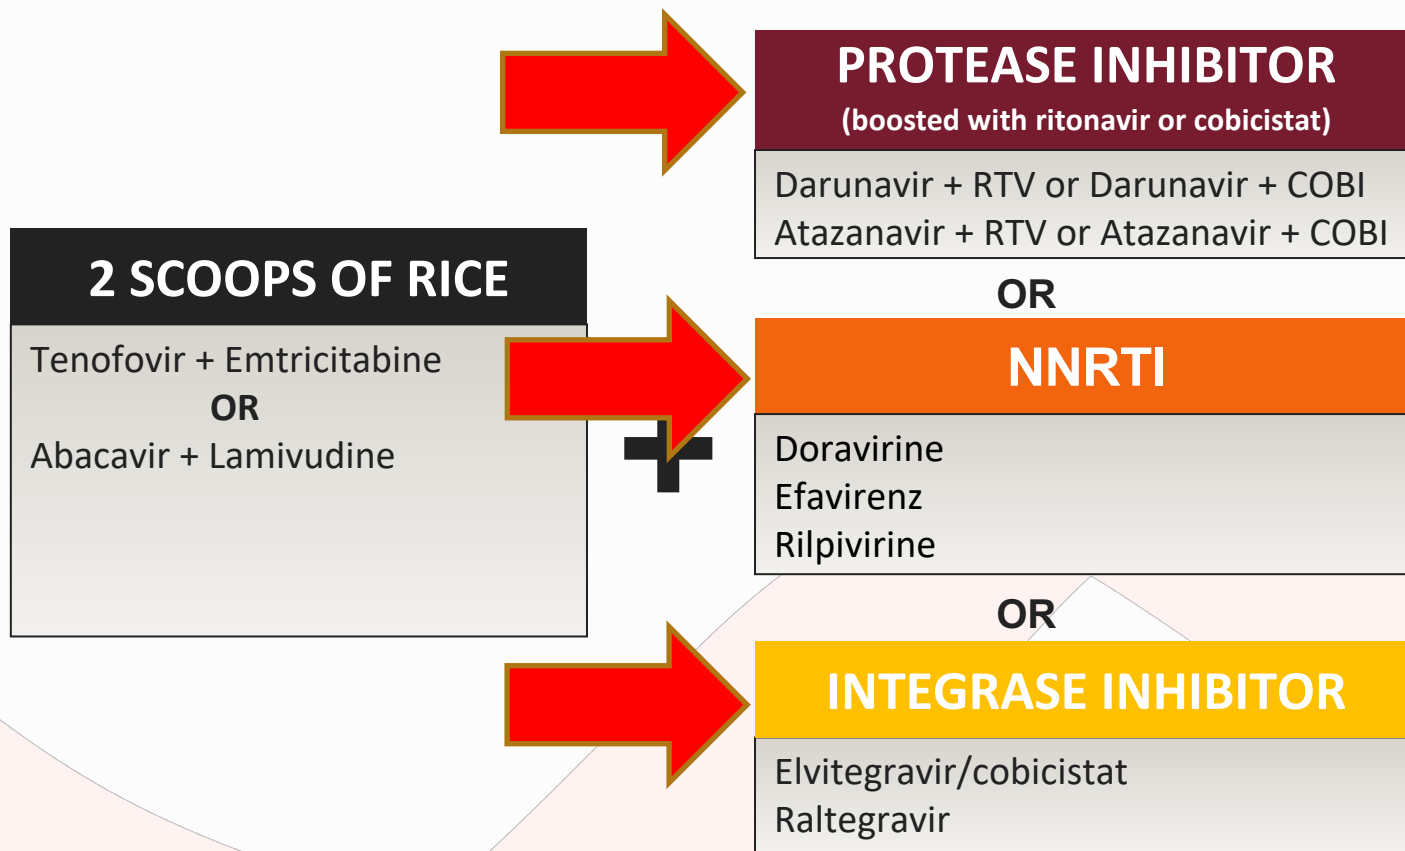 2 SCOOPS OF RICE
Tenofovir + Emtricitabine
OR
Abacavir + Lamivudine
+
PROTEASE INHIBITOR
(boosted with ritonavir or cobicistat)
Darunavir + RTV or Darunavir + COBI
Atazanavir + RTV or Atazanavir + COBI
OR
NNRTI
Doravirine
Efavirenz
Rilpivirine
OR
INTEGRASE INHIBITOR
Elvitegravir/cobicistat
Raltegravir